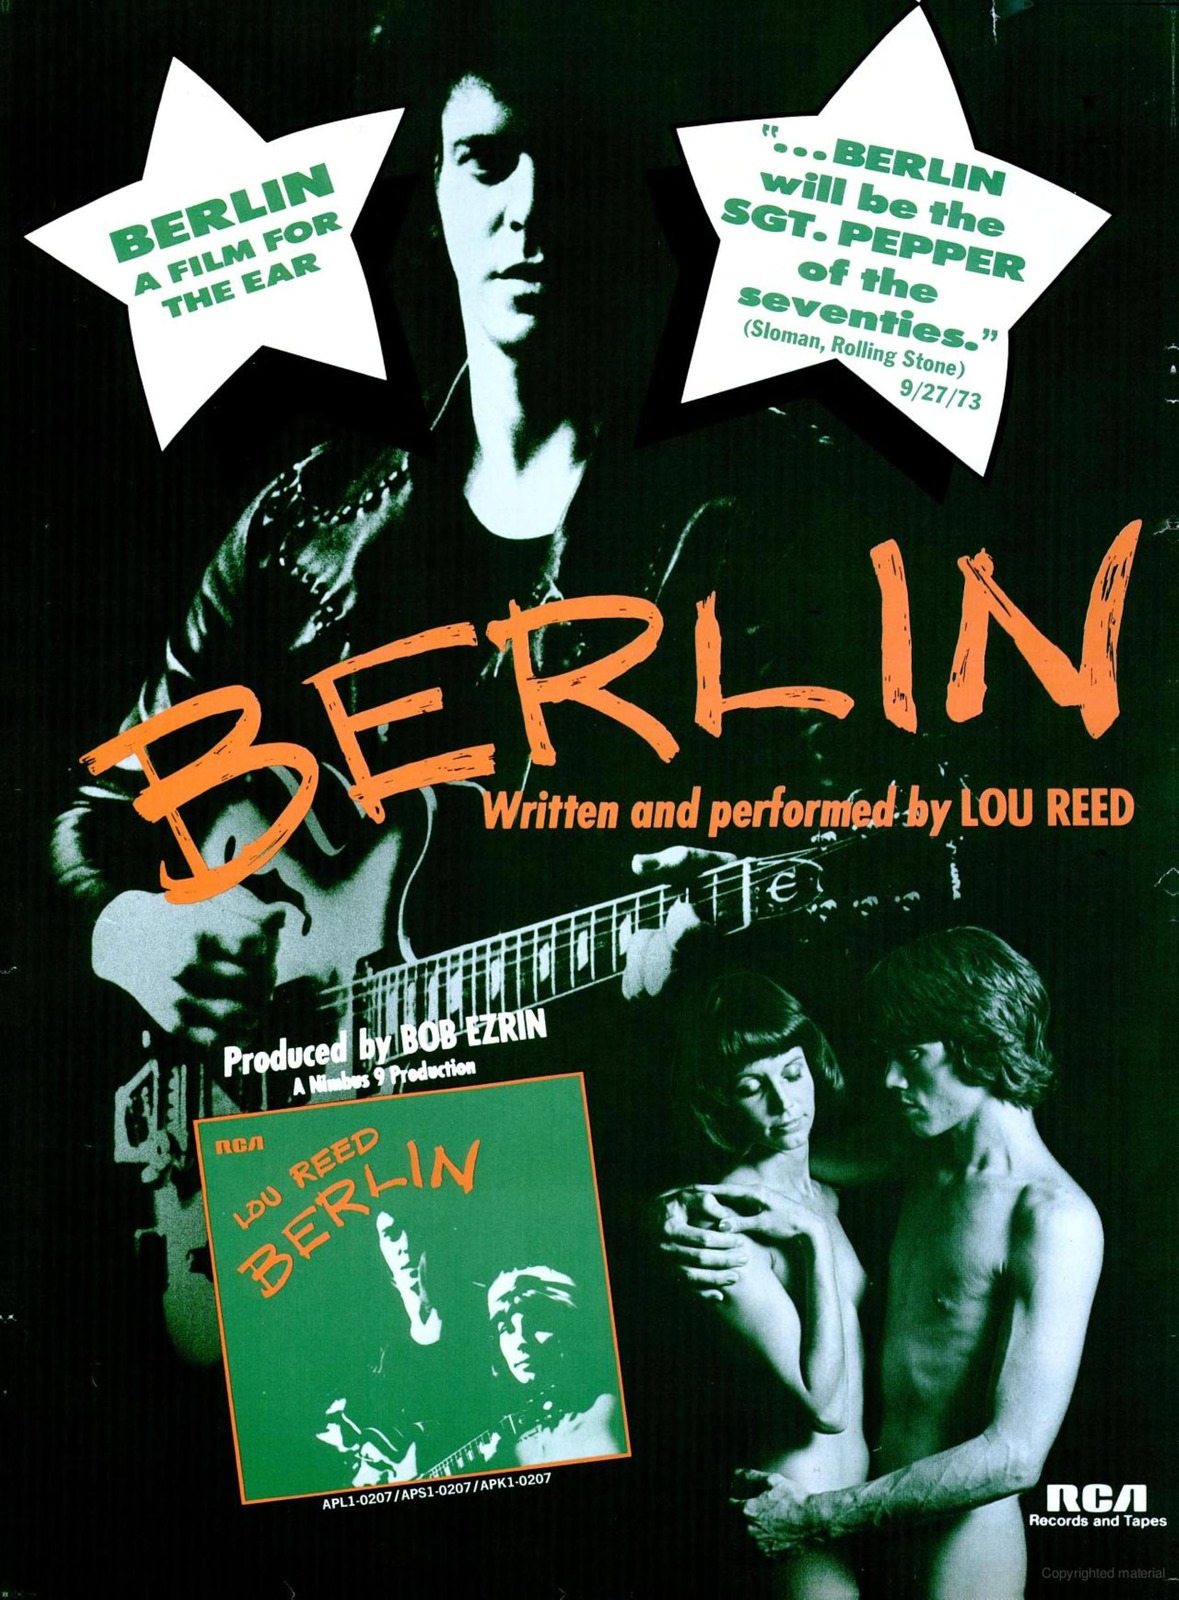 BERLIN
A FILM FOR
THE EAR
"...BERLIN
will be the
SGT. PEPPER
of the
seventies."
(Sloman, Rolling Stone)
9/27/73
BERLIN
Written and performed by LOU REED
Produced by BOB EZRIN
A Nimbus 9 Production
RCA
LOU REED
BERLIN
APL1-0207/APS1-0207/APK1-0207
RCA
Records and Tapes
Copyrighted material